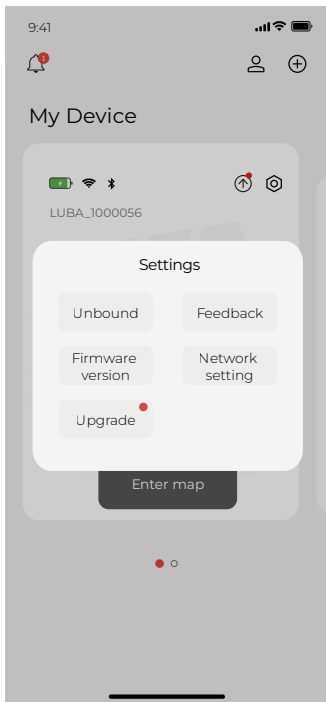 9:41
1
My Device
LUBA_1000056
Settings
Unbound
Feedback
Firmware
version
Network
setting
Upgrade
Enter map